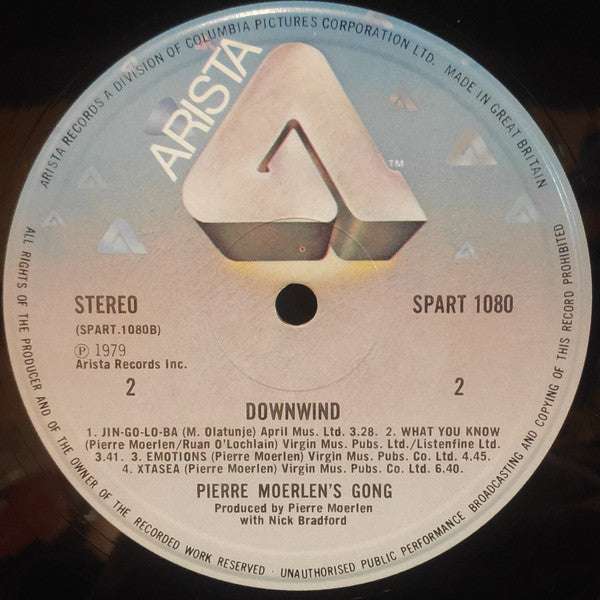 ARISTA RECORDS A DIVISION OF COLUMBIA PICTURES CORPORATION LTD. MADE IN GREAT BRITAIN
ARISTA
TM
STEREO
SPART 1080
(SPART.1080B)
Ⓟ 1979
Arista Records Inc.
2
2
DOWNWIND
1. JIN-GO-LO-BA (M. Olatunje) April Mus. Ltd. 3.28. 2. WHAT YOU KNOW
(Pierre Moerlen/Ruan O'Lochlain) Virgin Mus. Pubs. Ltd./Listenfine Ltd.
3.41. 3. EMOTIONS (Pierre Moerlen) Virgin Mus. Pubs. Co. Ltd. 4.45.
4. XTASEA (Pierre Moerlen) Virgin Mus. Pubs. Co. Ltd. 6.40.
PIERRE MOERLEN'S GONG
Produced by Pierre Moerlen
with Nick Bradford
ALL RIGHTS OF THE PRODUCER AND OF THE OWNER OF THE RECORDED WORK RESERVED · UNAUTHORISED PUBLIC PERFORMANCE BROADCASTING AND COPYING OF THIS RECORD PROHIBITED